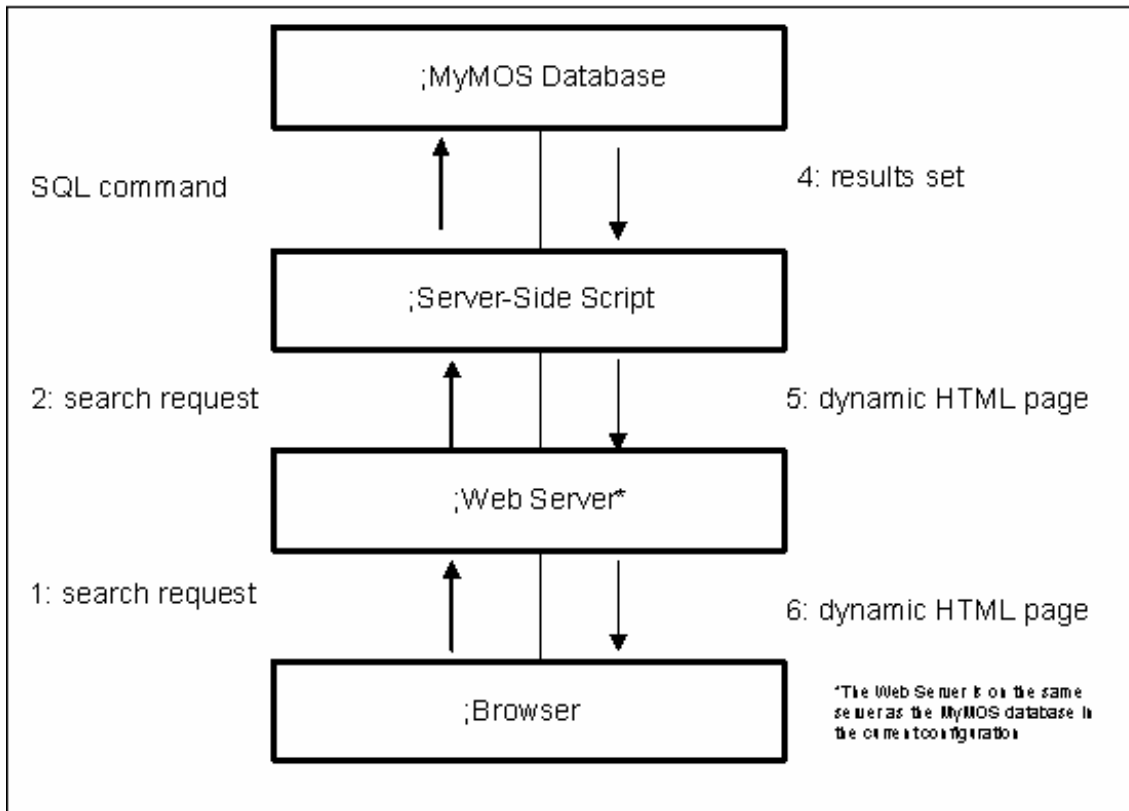 ;MyMOS Database
SQL command
4: results set
;Server-Side Script
2: search request
5: dynamic HTML page
;Web Server*
1: search request
6: dynamic HTML page
;Browser
*The Web Server is on the same
server as the MyMOS database in
the current configuration